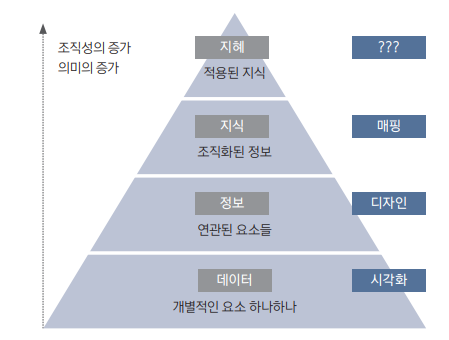 조직성의 증가
의미의 증가
지혜
???
적용된 지식
지식
매핑
조직화된 정보
정보
디자인
연관된 요소들
데이터
시각화
개별적인 요소 하나하나